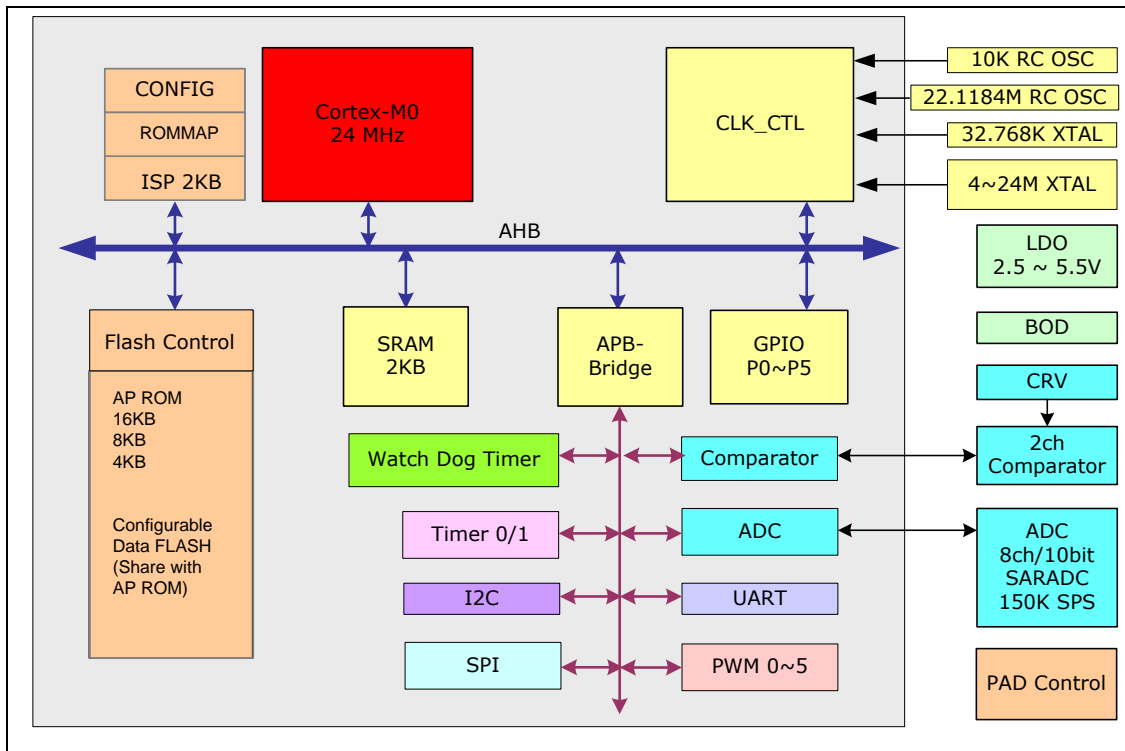 CONFIG
ROMMAP
ISP 2KB
Cortex-M0
24 MHz
CLK_CTL
10K RC OSC
22.1184M RC OSC
32.768K XTAL
4~24M XTAL
AHB
LDO
2.5 ~ 5.5V
BOD
Flash Control
AP ROM
16KB
8KB
4KB
Configurable
Data FLASH
(Share with
AP ROM)
SRAM
2KB
APB-
Bridge
GPIO
P0~P5
CRV
Watch Dog Timer
Comparator
2ch
Comparator
Timer 0/1
ADC
ADC
8ch/10bit
SARADC
150K SPS
I2C
UART
SPI
PWM 0~5
PAD Control